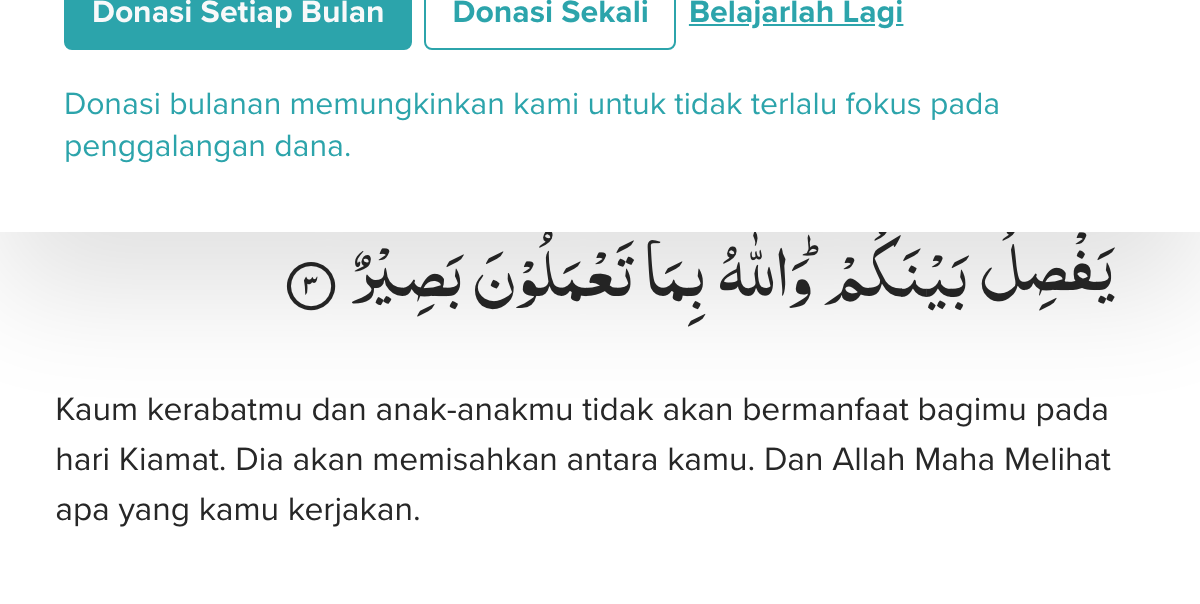 Donasi Setiap Bulan Donasi Sekali Belajarlah Lagi
Donasi bulanan memungkinkan kami untuk tidak terlalu fokus pada
penggalangan dana.
يَفْصِلُ بَيْنَكُمْ ۗوَاللّٰهُ بِمَا تَعْمَلُوْنَ بَصِيْرٌ ٣
Kaum kerabatmu dan anak-anakmu tidak akan bermanfaat bagimu pada
hari Kiamat. Dia akan memisahkan antara kamu. Dan Allah Maha Melihat
apa yang kamu kerjakan.